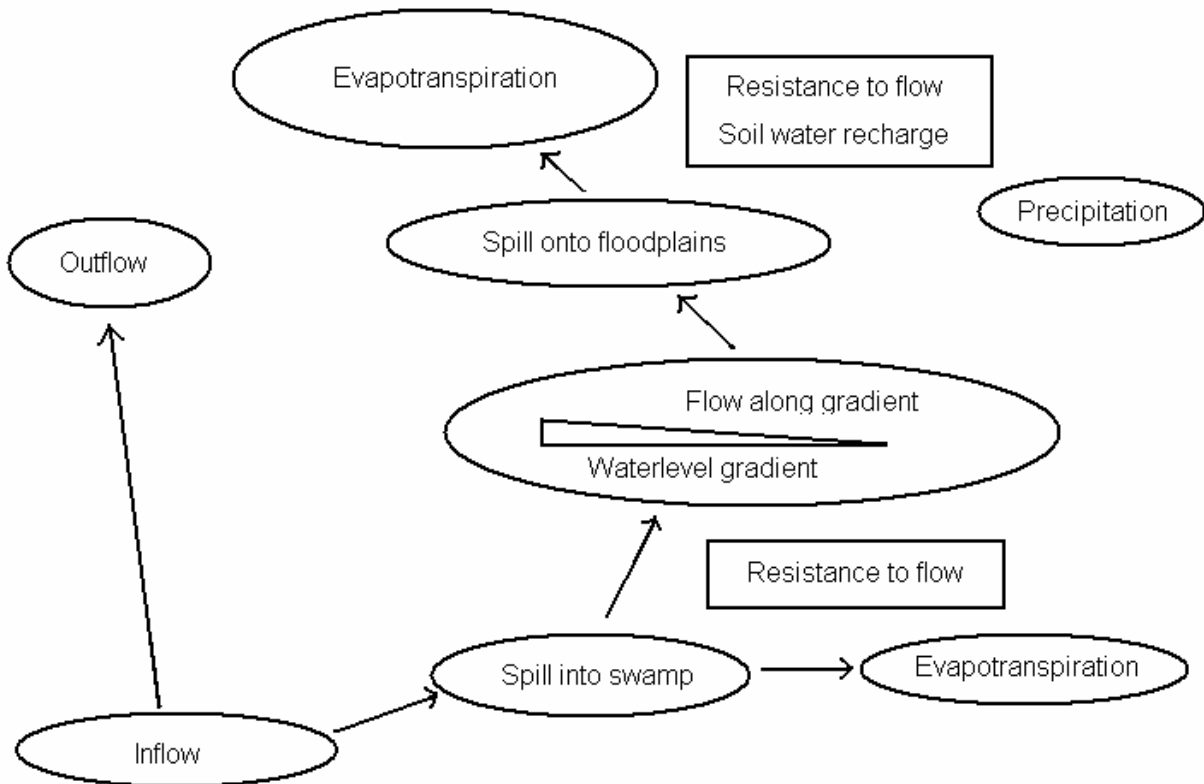 Evapotranspiration
Resistance to flow
Soil water recharge
Precipitation
Spill onto floodplains
Outflow
Flow along gradient
Waterlevel gradient
Resistance to flow
Spill into swamp
Evapotranspiration
Inflow